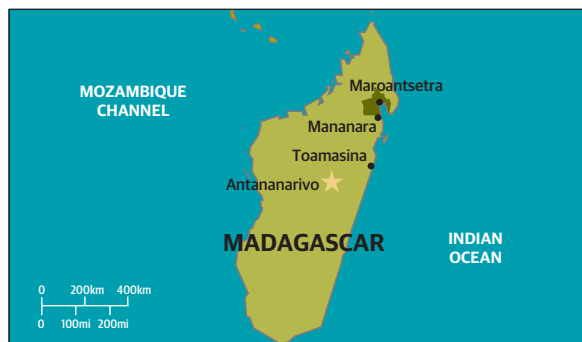 MOZAMBIQUE
CHANNEL
Maroantsetra
Mananara
Toamasina
Antananarivo
MADAGASCAR
INDIAN
OCEAN
0 200km 400km
0 100mi 200mi